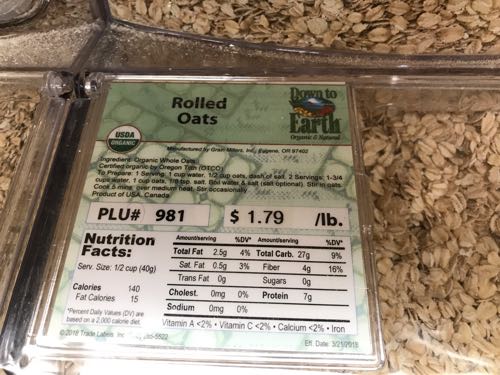 Rolled
Oats
Down to
Earth
Organic & Natural
USDA
ORGANIC
Manufactured by Grain Millers, Inc., Eugene, OR 97402
Ingredient: Organic Whole Oats.
Certified organic by Oregon Tilth (OTCO)
To Prepare: 1 Serving: 1 cup water, 1/2 cup oats, dash of salt. 2 Servings: 1-3/4
cups water, 1 cup oats, 1/8 tsp. salt. Boil water & salt (salt optional). Stir in oats.
Cook 5 mins. over medium heat. Stir occasionally.
Product of USA, Canada.
PLU# 981 $ 1.79 /lb.
Nutrition
Facts:
Serv. Size: 1/2 cup (40g)
Calories 140
Fat Calories 15
*Percent Daily Values (DV) are
based on a 2,000 calorie diet.
Amount/serving %DV* Amount/serving %DV*
Total Fat 2.5g 4% Total Carb. 27g 9%
Sat. Fat 0.5g 3% Fiber 4g 16%
Trans Fat 0g Sugars 0g
Cholest. 0mg 0% Protein 7g
Sodium 0mg 0%
Vitamin A <2% • Vitamin C <2% • Calcium <2% • Iron
© 2018 Trade Labels, Inc.
Eff. Date: 3/21/2018